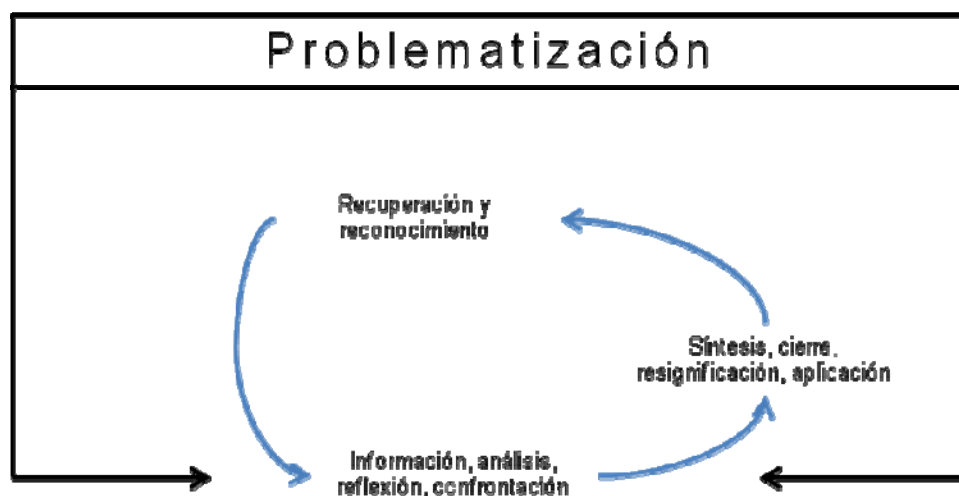 Problematización
Recuperación y
reconocimiento
Síntesis, cierre,
resignificación, aplicación
Información, análisis,
reflexión, confrontación